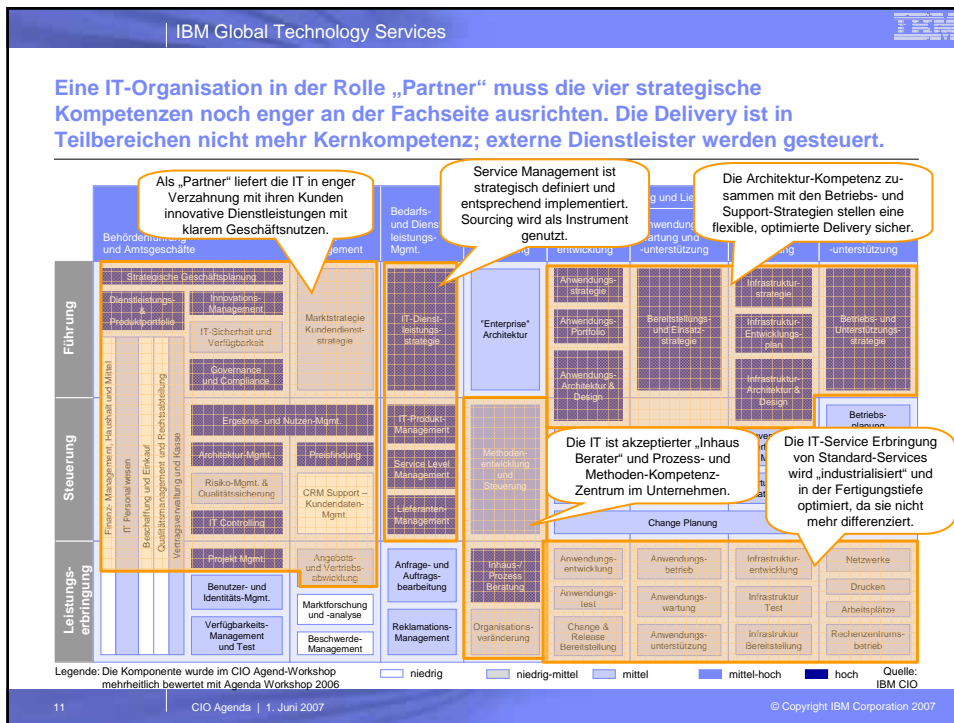 IBM Global Technology Services
IBM
Eine IT-Organisation in der Rolle „Partner“ muss die vier strategische
Kompetenzen noch enger an der Fachseite ausrichten. Die Delivery ist in
Teilbereichen nicht mehr Kernkompetenz; externe Dienstleister werden gesteuert.
Als „Partner“ liefert die IT in enger
Verzahnung mit ihren Kunden
innovative Dienstleistungen mit
klarem Geschäftsnutzen.
Service Management ist
strategisch definiert und
entsprechend implementiert.
Sourcing wird als Instrument
genutzt.
Die Architektur-Kompetenz zu-
sammen mit den Betriebs- und
Support-Strategien stellen eine
flexible, optimierte Delivery sicher.
Behördenführung
und Amtsgeschäfte
Bedarfs-
und Dienst
leistungs-
Mgmt.
entwicklung
-unterstützung
-unterstützung
Führung
Strategische Geschäftsplanung
Dienstleistungs-
&
Produktportfolio
Innovations-
Management
IT-Sicherheit und
Verfügbarkeit
Governance
und Compliance
Marktstrategie
Kundendienst-
strategie
IT-Dienst-
leistungs-
strategie
"Enterprise"
Architektur
Anwendungs-
strategie
Anwendungs-
Portfolio
Anwendungs-
Architektur &
Design
Bereitstellungs-
und Einsatz-
strategie
Infrastruktur-
strategie
Infrastruktur-
Entwicklungs-
plan
Infrastruktur-
Architektur &
Design
Betriebs- und
Unterstützungs-
strategie
Finanz- Management, Haushalt und Mittel
IT Personalwesen
Beschaffung und Einkauf
Qualitätsmanagement und Rechtsabteilung
Vertragsverwaltung und Kasse
Steuerung
Ergebnis- und Nutzen-Mgmt.
Architektur-Mgmt.,
Preisfindung
Risiko-Mgmt. &
Qualitätssicherung
CRM Support –
Kundendaten-
Mgmt
IT Controlling
IT-Produkt-
Management
Service Level
Management
Lieferanten-
Management
Methoden-
entwicklung
und
Steuerung
Betriebs-
planung
Die IT ist akzeptierter „Inhaus
Berater“ und Prozess- und
Methoden-Kompetenz-
Zentrum im Unternehmen.
Die IT-Service Erbringung
von Standard-Services
wird „industrialisiert“ und
in der Fertigungstiefe
optimiert, da sie nicht
mehr differenziert.
Change Planung
Leistungs-
erbringung
Projekt Mgmt.
Angebots-
und Vertriebs-
abwicklung
Benutzer- und
Identitäts-Mgmt.
Marktforschung
und -analyse
Verfügbarkeits-
Management
und Test
Beschwerde-
Management
Anfrage- und
Auftrags-
bearbeitung
Reklamations-
Management
Inhaus-/
Prozess
Beratung
Organisations-
veränderung
Anwendungs-
entwicklung
Anwendungs-
test
Change &
Release
Bereitstellung
Anwendungs-
betrieb
Anwendungs-
wartung
Anwendungs-
unterstützung
Infrastruktur-
entwicklung
Infrastruktur
Test
Infrastruktur
Bereitstellung
Netzwerke
Drucken
Arbeitsplätze
Rechenzentrums-
betrieb
Legende: Die Komponente wurde im CIO Agend-Workshop
mehrheitlich bewertet mit Agenda Workshop 2006
niedrig
niedrig-mittel
mittel
mittel-hoch
hoch
Quelle:
IBM CIO
11
CIO Agenda | 1. Juni 2007
© Copyright IBM Corporation 2007